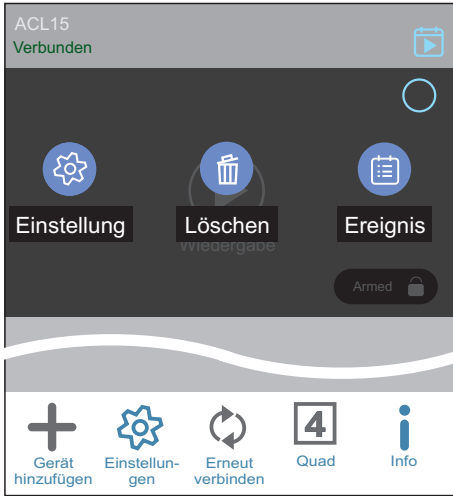 ACL15
Verbunden
Einstellung Löschen Ereignis
Wiedergabe
Armed
4
Gerät hinzufügen
Einstellun-
gen
Erneut
verbinden
Quad
Info